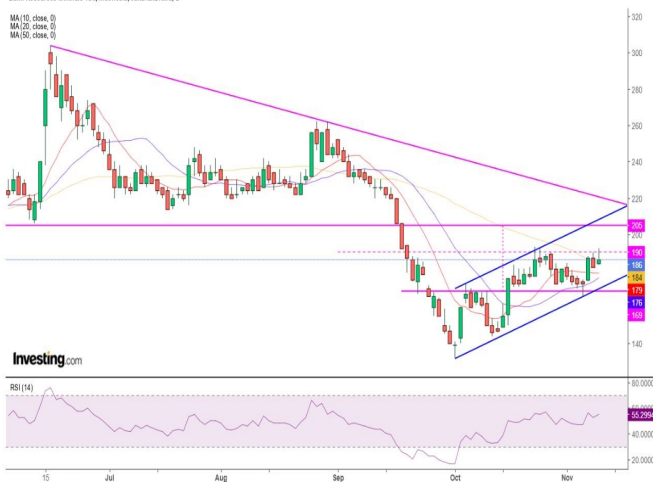 MA (10, close, 0)
MA (20, close, 0)
MA (50, close, 0)
320
300
280
260
240
220
205
200
190
186
184
179
176
169
140
Investing.com
RSI (14)
80.0000
55.2994
40.0000
20.0000
15
Jul
Aug
Sep
Oct
Nov